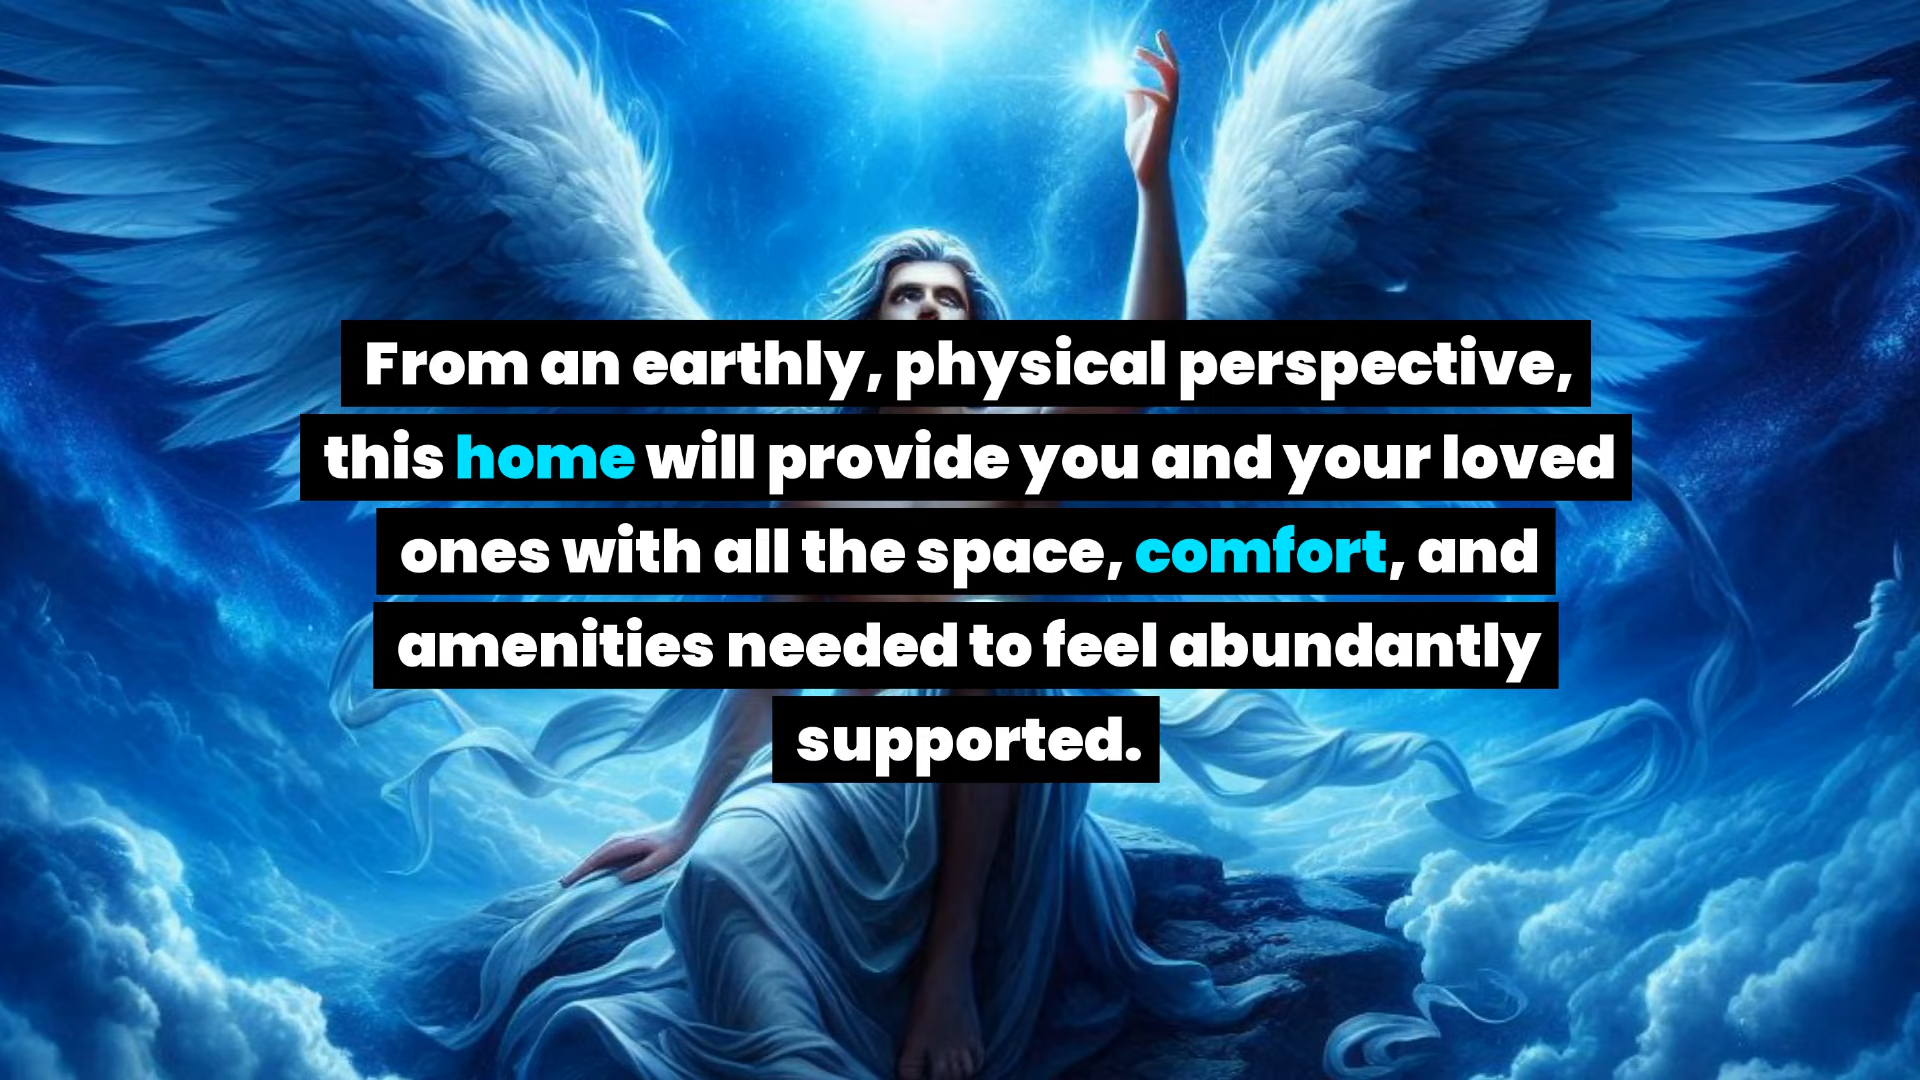 From an earthly, physical perspective,
this home will provide you and your loved
ones with all the space, comfort, and
amenities needed to feel abundantly
supported.